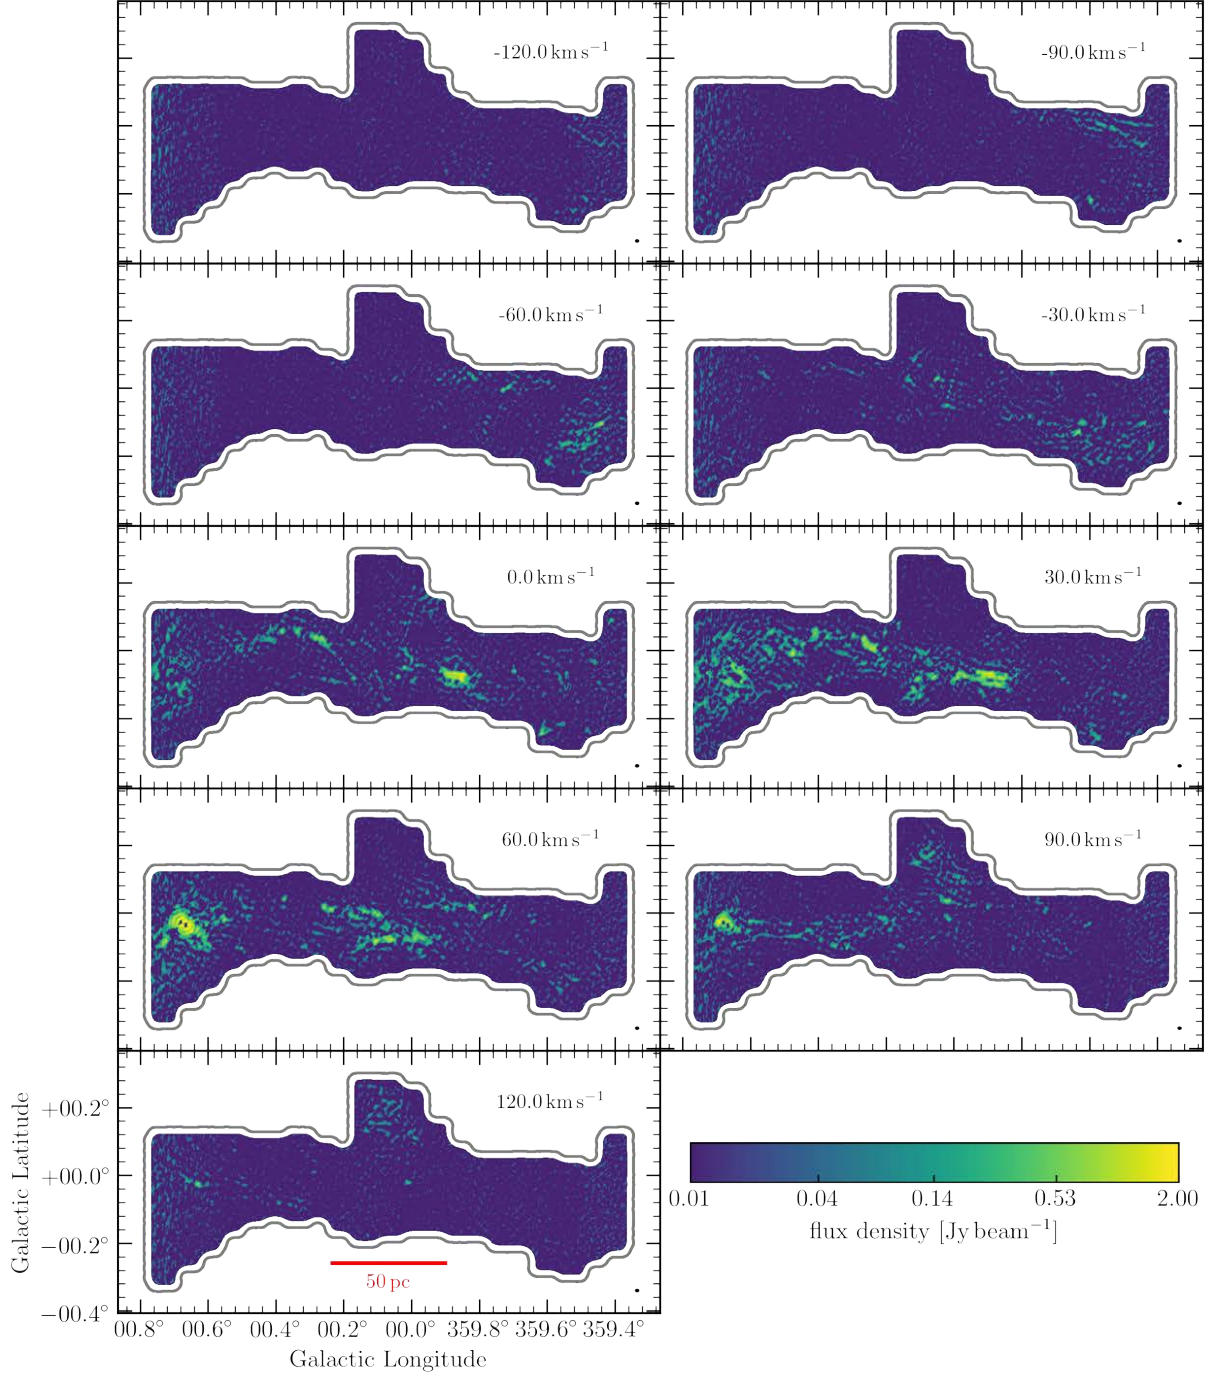 -120.0 km s⁻¹
-90.0 km s⁻¹
-60.0 km s⁻¹
-30.0 km s⁻¹
0.0 km s⁻¹
30.0 km s⁻¹
60.0 km s⁻¹
90.0 km s⁻¹
120.0 km s⁻¹
Galactic Latitude
+00.2°
+00.0°
−00.2°
−00.4°
50 pc
00.8° 00.6° 00.4° 00.2° 00.0° 359.8° 359.6° 359.4°
Galactic Longitude
0.01 0.04 0.14 0.53 2.00
flux density [Jy beam⁻¹]